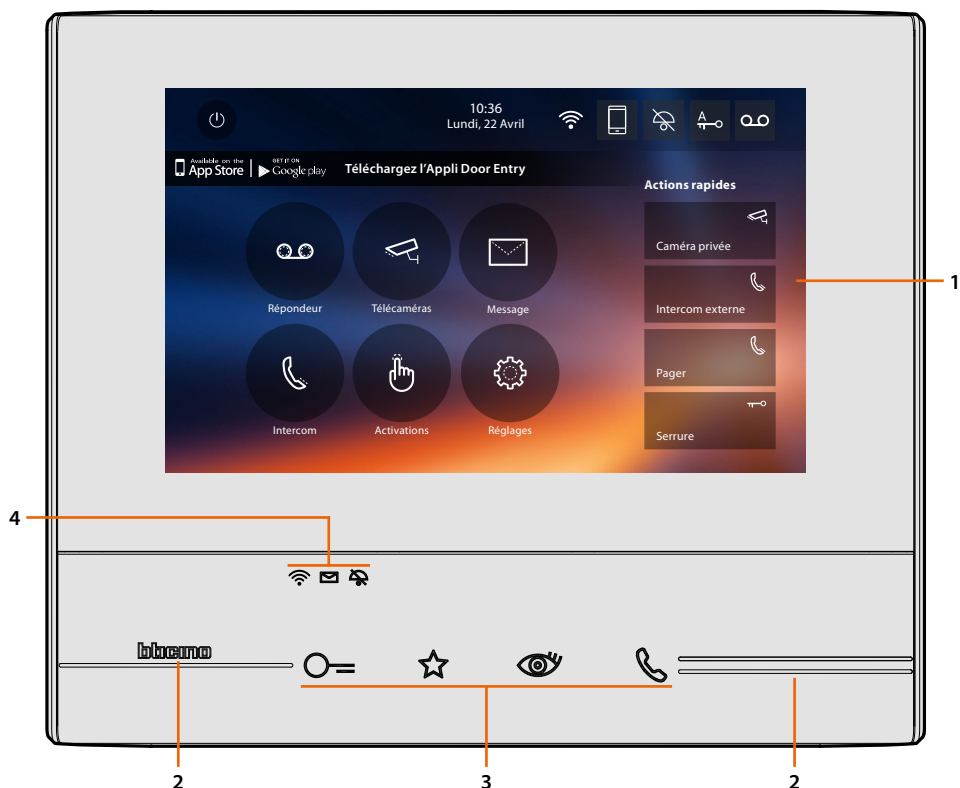 10:36
Lundi, 22 Avril
A
Available on the
App Store
GET IT ON
Google play
Téléchargez l'Appli Door Entry
Actions rapides
Caméra privée
Intercom externe
Pager
Serrure
Répondeur
Télécaméras
Message
Intercom
Activations
Réglages
1
4
bticino
2
3
2